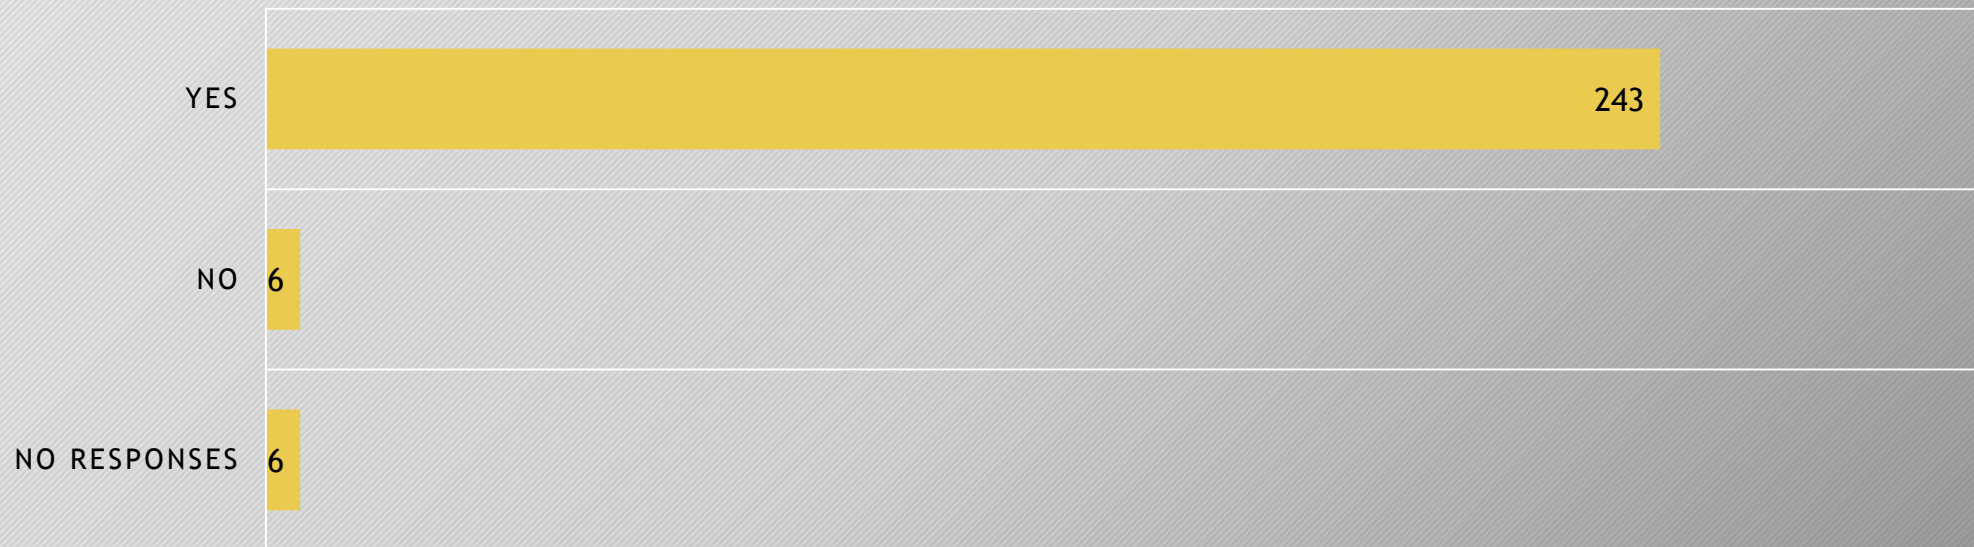 YES 243
NO 6
NO RESPONSES 6